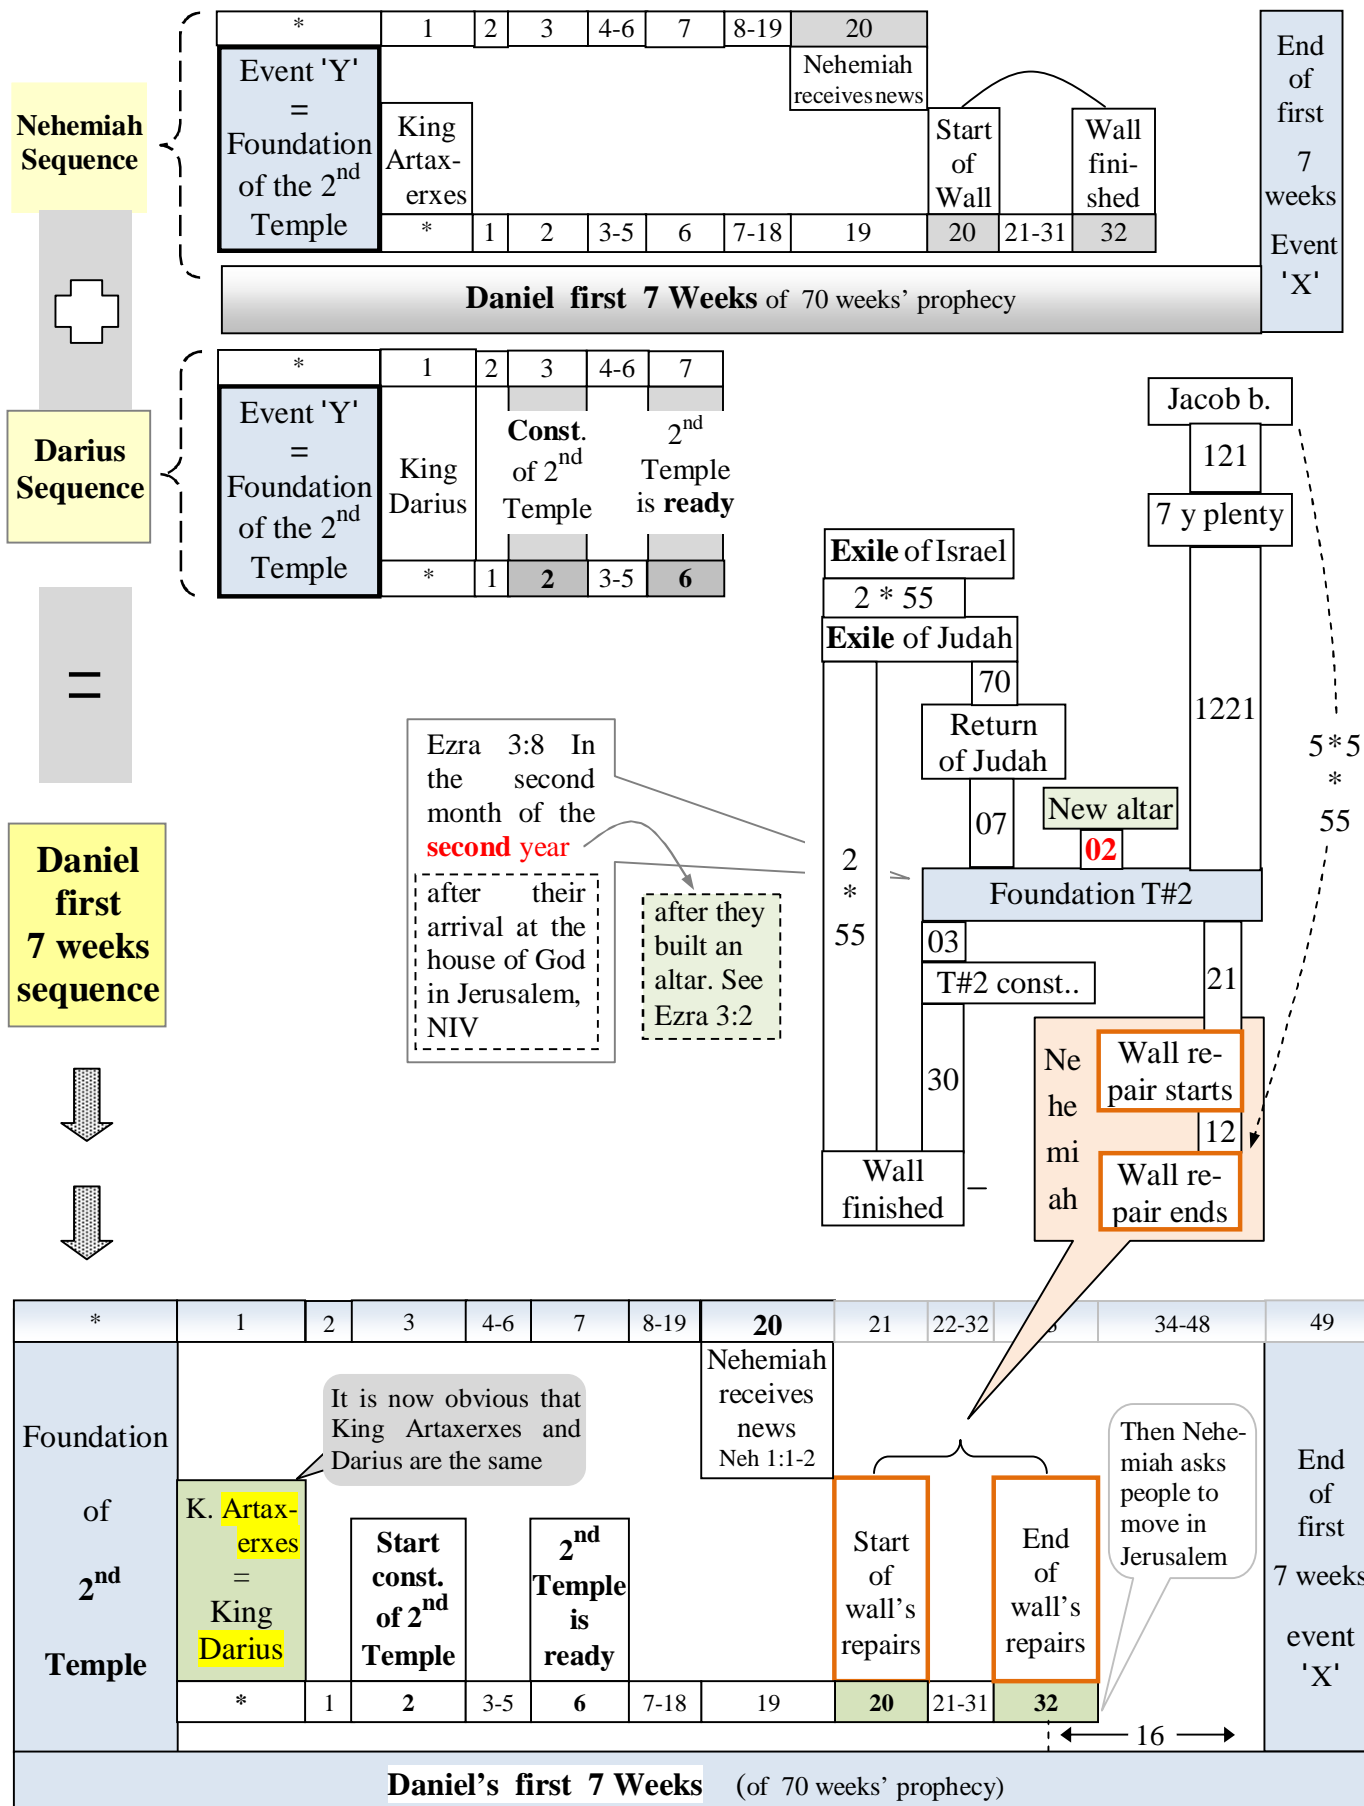 * 1 2 3 4-6 7 8-19 20
Event 'Y'
=
Foundation
of the 2nd
Temple
King
Artax-
erxes
Nehemiah
receives news
Start
of
Wall
Wall
fini-
shed
* 1 2 3-5 6 7-18 19 20 21-31 32
End
of
first
7
weeks
Event
'X'
Nehemiah
Sequence
Daniel first 7 Weeks of 70 weeks' prophecy
* 1 2 3 4-6 7
Event 'Y'
=
Foundation
of the 2nd
Temple
King
Darius
Const.
of 2nd
Temple
2nd
Temple
is ready
* 1 2 3-5 6
Darius
Sequence
=
Daniel
first
7 weeks
sequence
Jacob b.
121
7 y plenty
1221
5*5
*
55
Exile of Israel
2 * 55
Exile of Judah
70
Return
of Judah
07
New altar
02
2
*
55
Foundation T#2
03
T#2 const..
30
Wall
finished
21
Ne
he
mi
ah
Wall re-
pair starts
12
Wall re-
pair ends
Ezra 3:8 In
the second
month of the
second year
after their
arrival at the
house of God
in Jerusalem,
NIV
after they
built an
altar. See
Ezra 3:2
* 1 2 3 4-6 7 8-19 20 21 22-32 34-48 49
Foundation
of
2nd
Temple
It is now obvious that
King Artaxerxes and
Darius are the same
K. Artax-
erxes
=
King
Darius
Start
const.
of 2nd
Temple
2nd
Temple
is
ready
Nehemiah
receives
news
Neh 1:1-2
Start
of
wall's
repairs
End
of
wall's
repairs
Then Nehe-
miah asks
people to
move in
Jerusalem
End
of
first
7 weeks
event
'X'
* 1 2 3-5 6 7-18 19 20 21-31 32
16
Daniel's first 7 Weeks (of 70 weeks' prophecy)